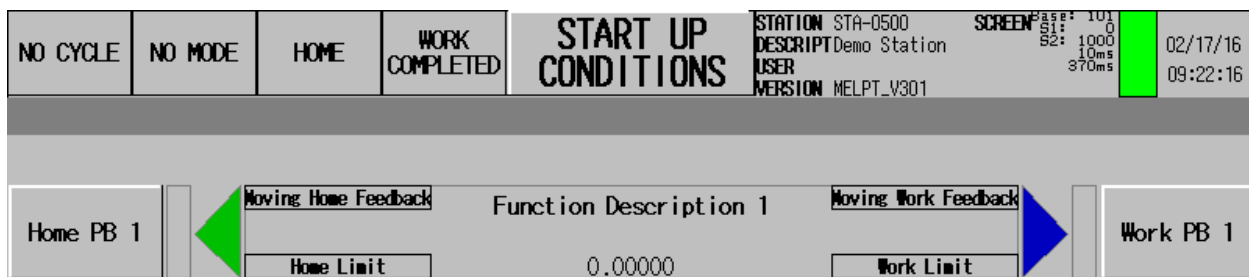 NO CYCLE
NO MODE
HOME
WORK
COMPLETED
START UP
CONDITIONS
STATION STA-0500
DESCRIPT Demo Station
USER
VERSION MELPT_V301
SCREEN Base: 101
S1: 0
S2: 1000
10ms
370ms
02/17/16
09:22:16
Home PB 1
Moving Home Feedback
Function Description 1
Moving Work Feedback
Work PB 1
Home Limit
0.00000
Work Limit